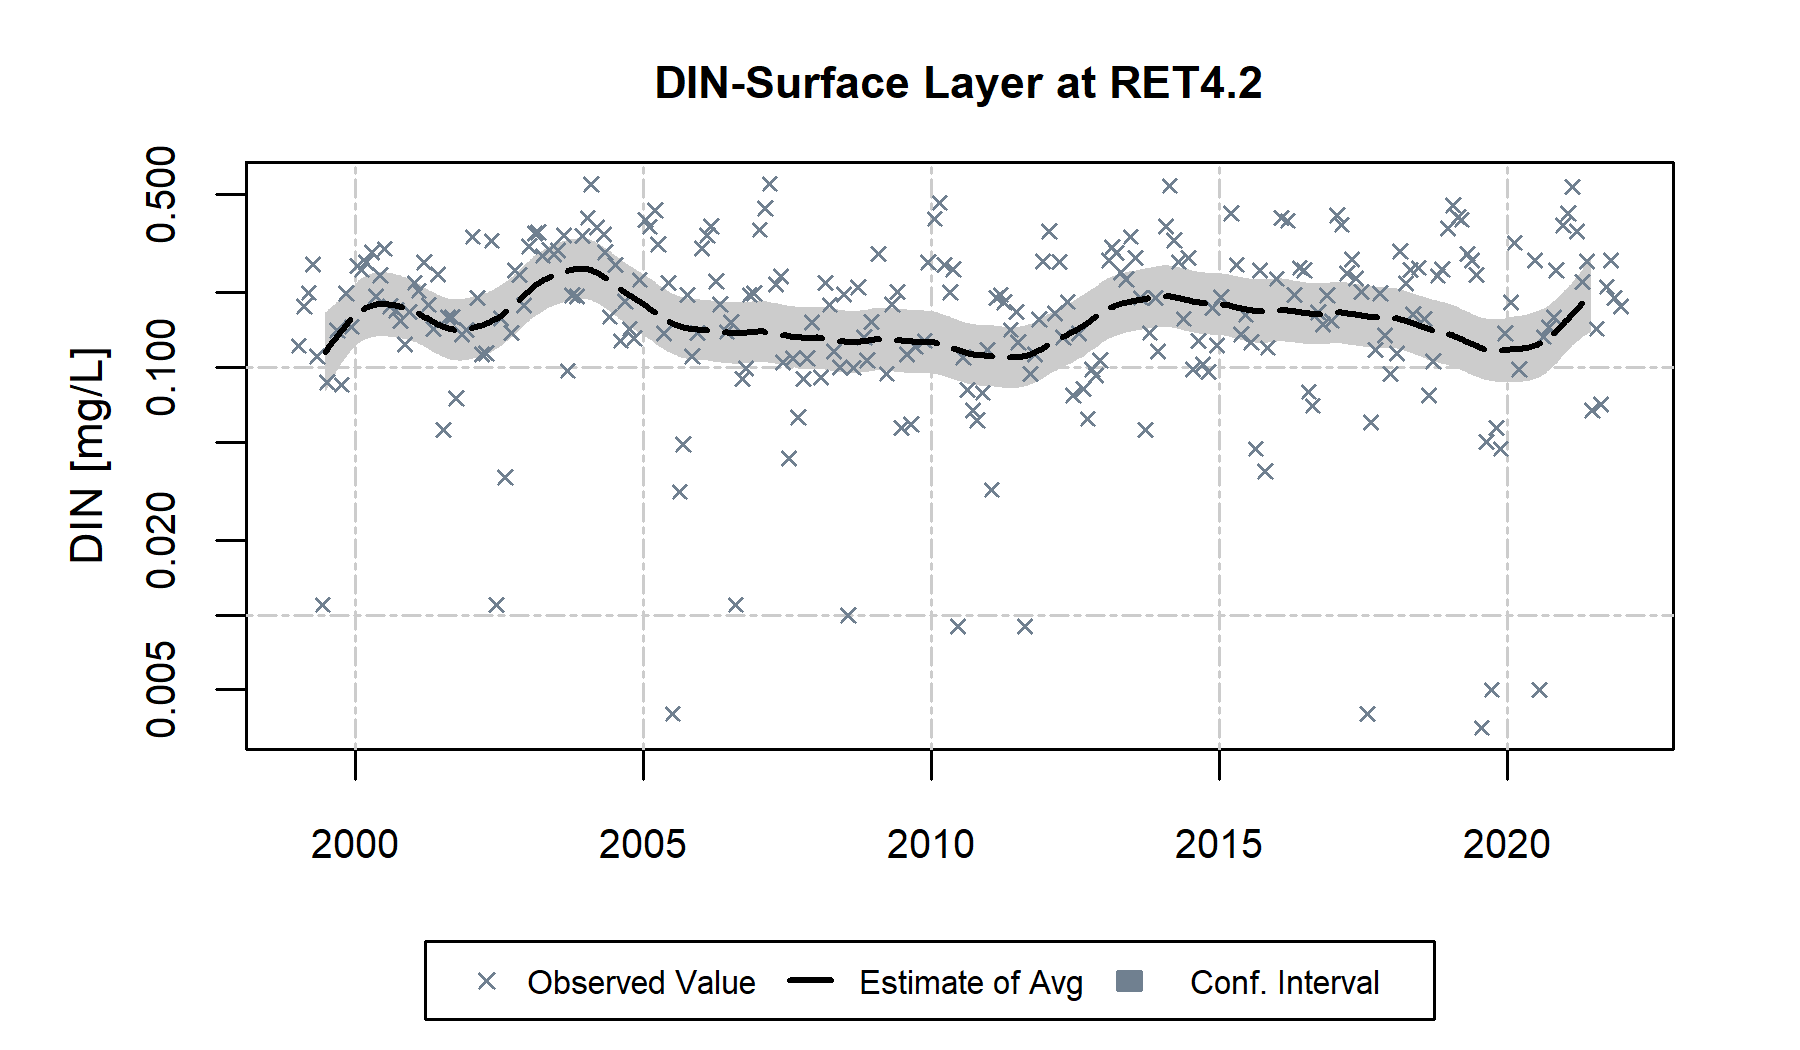 DIN-Surface Layer at RET4.2
DIN [mg/L]
0.500
0.100
0.020
0.005
2000 2005 2010 2015 2020
Observed Value Estimate of Avg Conf. Interval